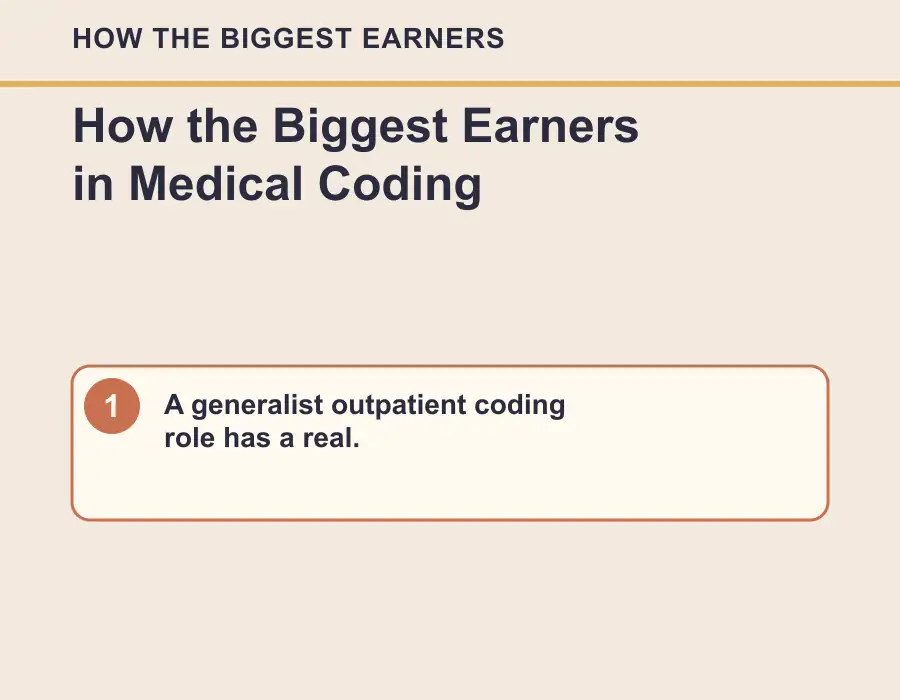 HOW THE BIGGEST EARNERS
How the Biggest Earners
in Medical Coding
1
A generalist outpatient coding
role has a real.